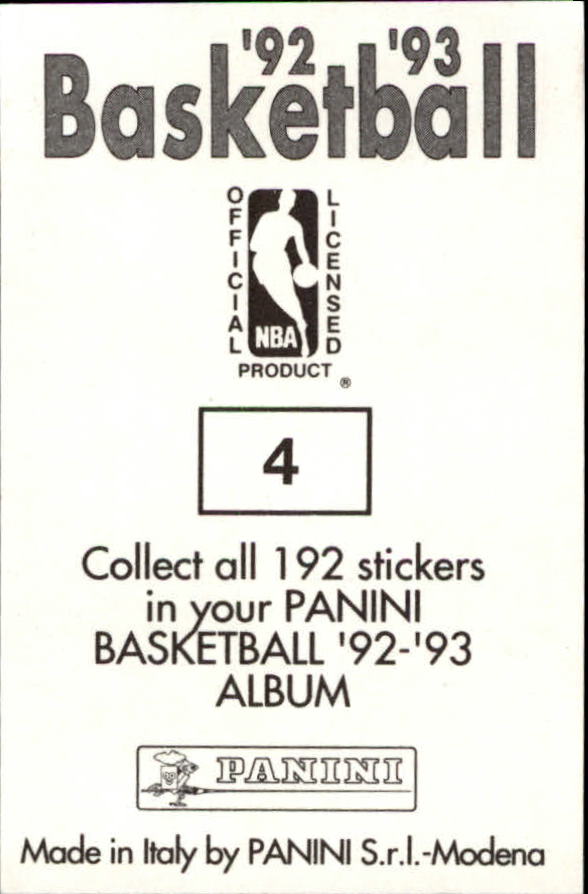 '92 '93
Basketball
OFFICIAL
LICENSED
NBA
PRODUCT ®
4
Collect all 192 stickers
in your PANINI
BASKETBALL '92-'93
ALBUM
PANINI
Made in Italy by PANINI S.r.l.-Modena